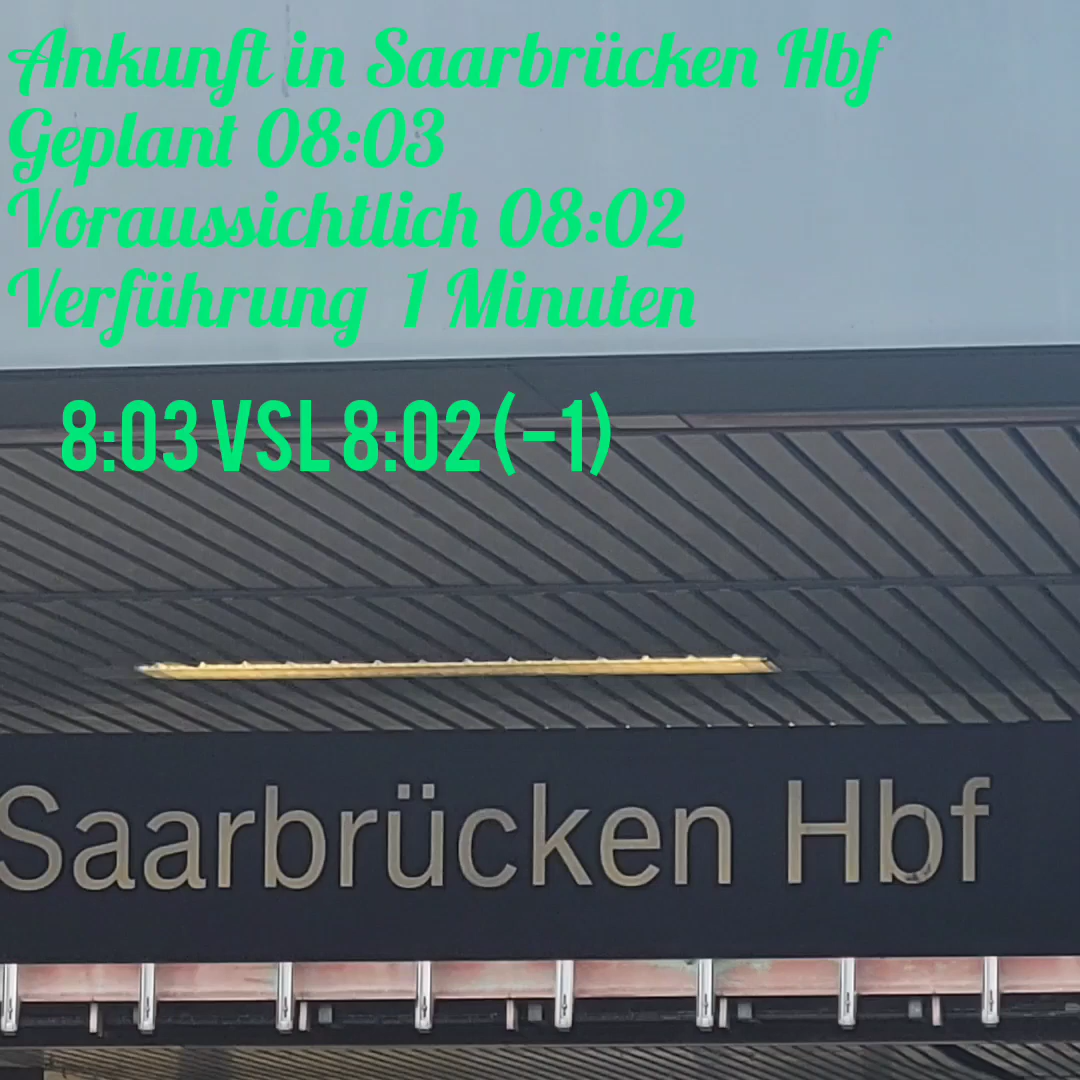 Ankunft in Saarbrücken Hbf
Geplant 08:03
Voraussichtlich 08:02
Verführung 1 Minuten
8:03 VSL 8:02 (-1)
Saarbrücken Hbf